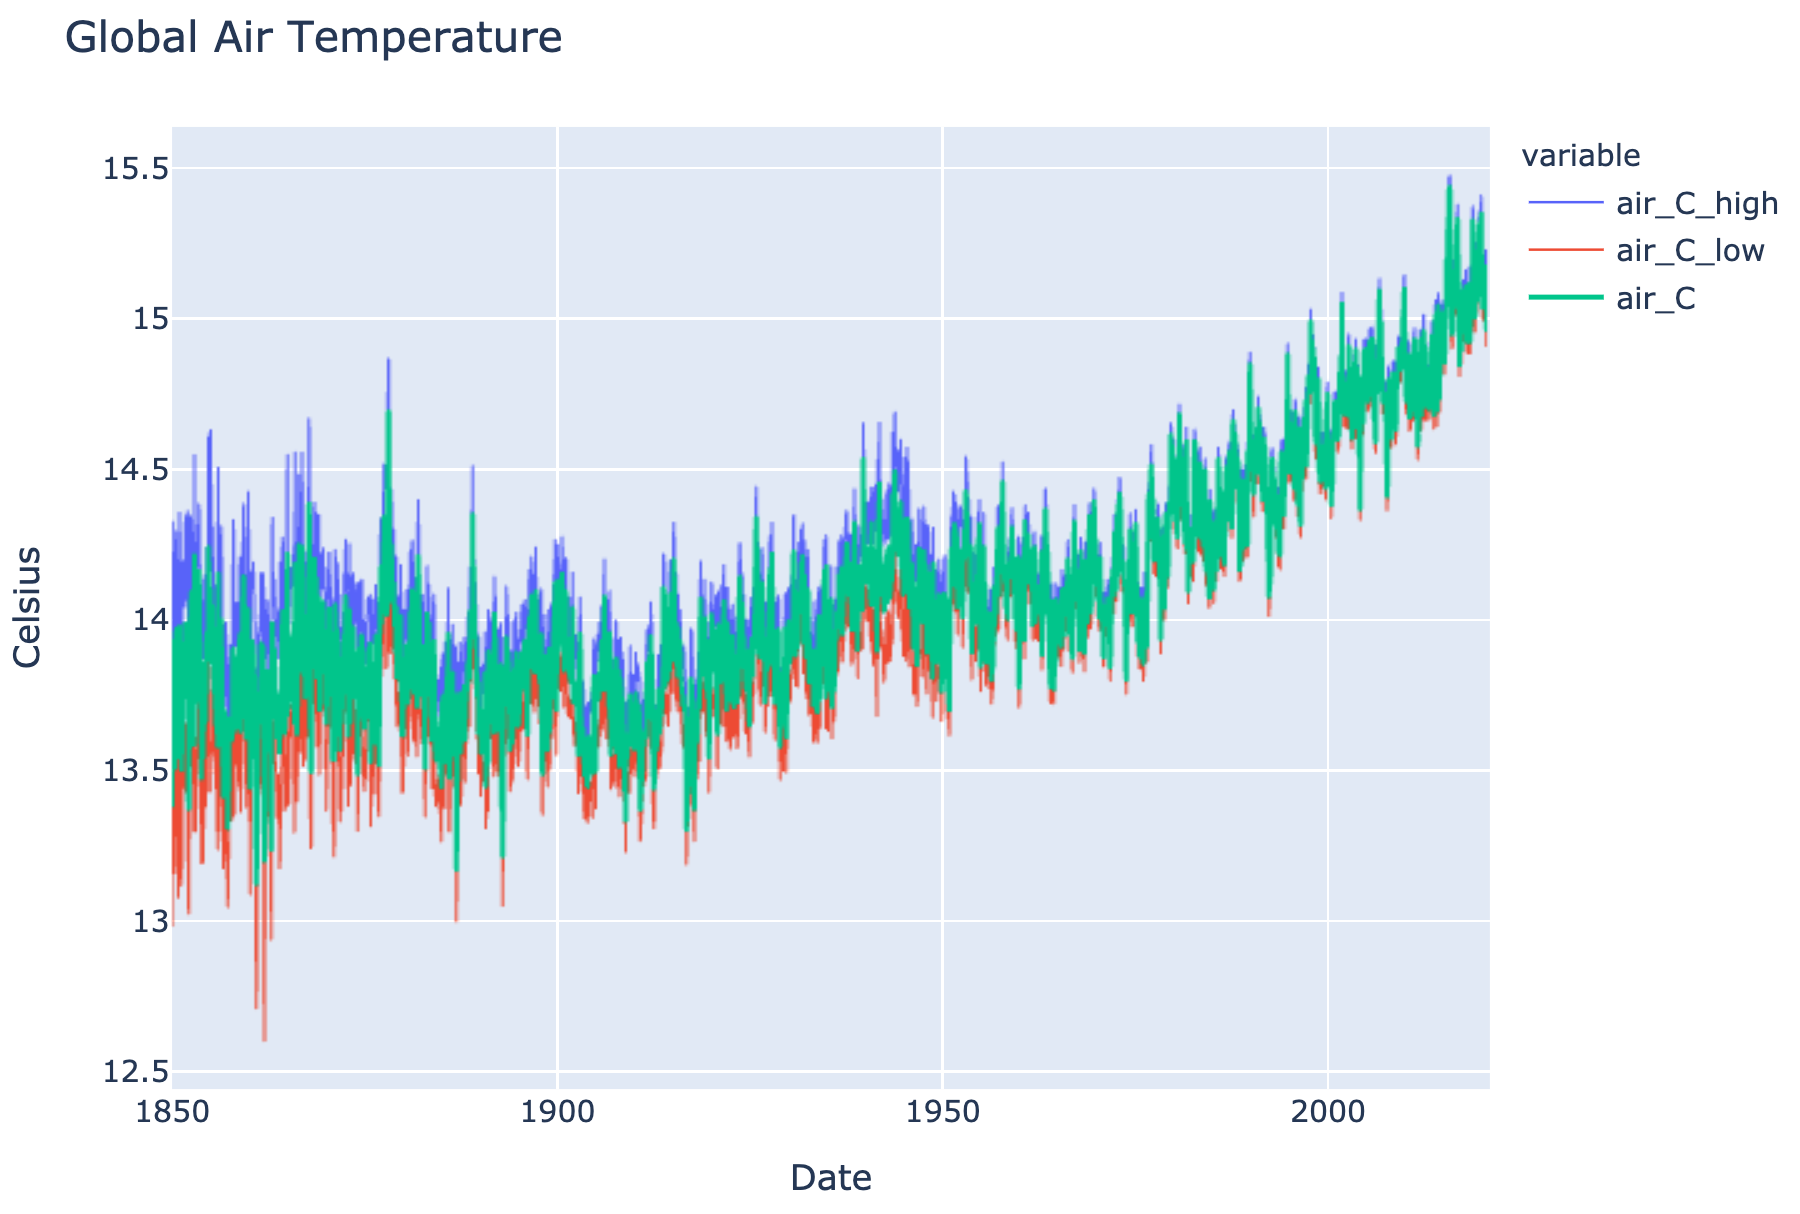 Global Air Temperature
variable
air_C_high
air_C_low
air_C
Celsius
15.5
15
14.5
14
13.5
13
12.5
1850
1900
1950
2000
Date